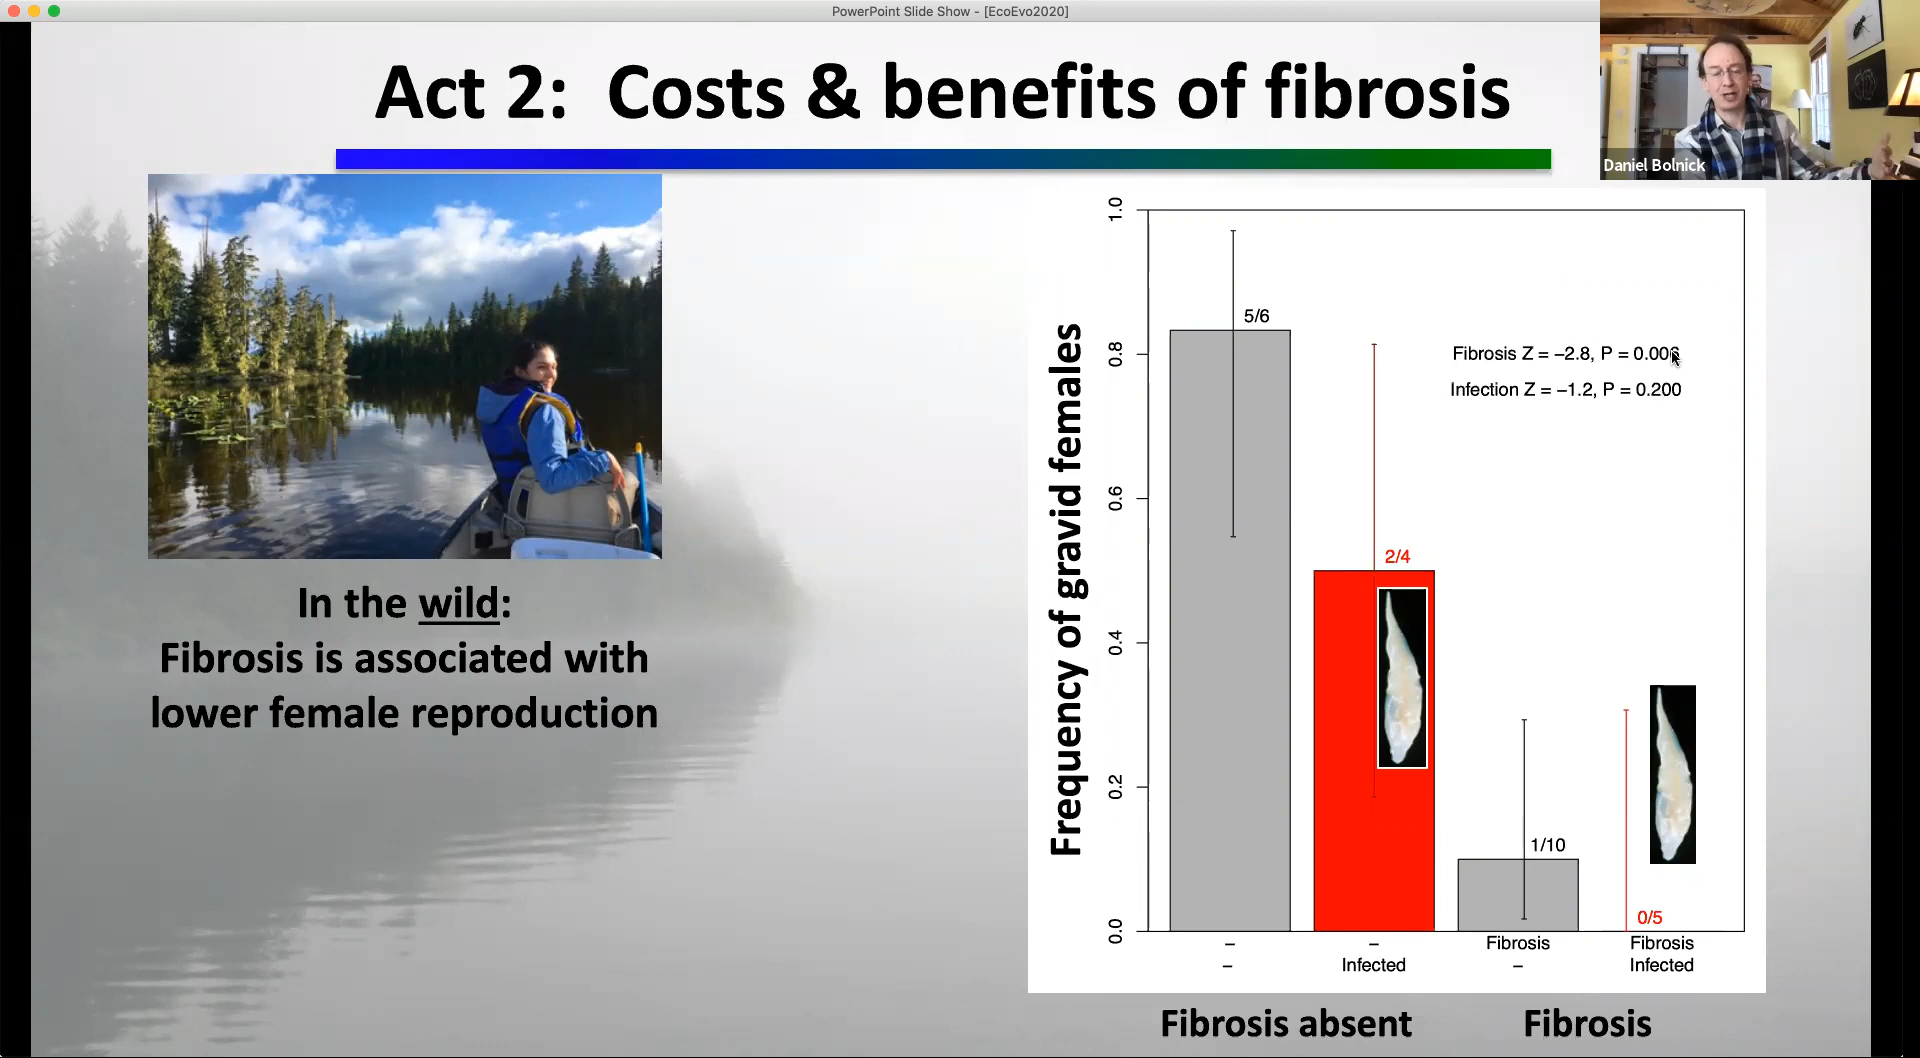 PowerPoint Slide Show - [EcoEvo2020]
Act 2: Costs & benefits of fibrosis
Daniel Bolnick
In the wild:
Fibrosis is associated with
lower female reproduction
Frequency of gravid females
1.0
0.8
0.6
0.4
0.2
0.0
5/6
2/4
1/10
0/5
Fibrosis Z = −2.8, P = 0.006
Infection Z = −1.2, P = 0.200
– – Fibrosis Fibrosis
– Infected – Infected
Fibrosis absent Fibrosis